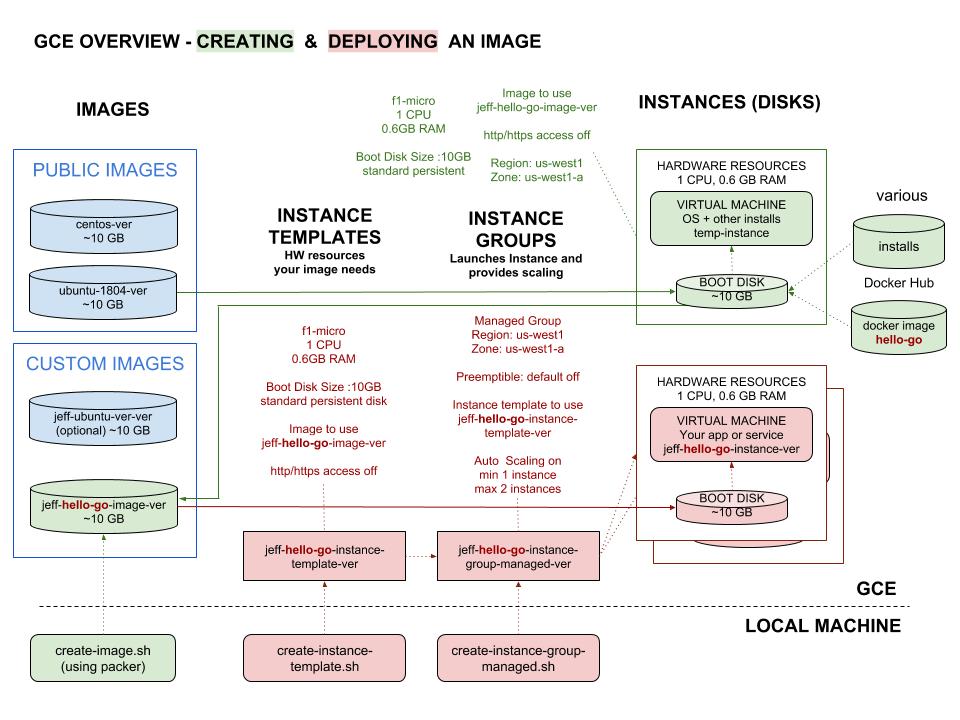 GCE OVERVIEW - CREATING & DEPLOYING AN IMAGE
IMAGES
PUBLIC IMAGES
centos-ver
~10 GB
ubuntu-1804-ver
~10 GB
CUSTOM IMAGES
jeff-ubuntu-ver-ver
(optional) ~10 GB
jeff-hello-go-image-ver
~10 GB
f1-micro
1 CPU
0.6GB RAM
Boot Disk Size :10GB
standard persistent
Image to use
jeff-hello-go-image-ver
http/https access off
Region: us-west1
Zone: us-west1-a
INSTANCE
TEMPLATES
HW resources
your image needs
f1-micro
1 CPU
0.6GB RAM
Boot Disk Size :10GB
standard persistent disk
Image to use
jeff-hello-go-image-ver
http/https access off
jeff-hello-go-instance-
template-ver
INSTANCE
GROUPS
Launches Instance and
provides scaling
Managed Group
Region: us-west1
Zone: us-west1-a
Preemptible: default off
Instance template to use
jeff-hello-go-instance-
template-ver
Auto Scaling on
min 1 instance
max 2 instances
jeff-hello-go-instance-
group-managed-ver
INSTANCES (DISKS)
HARDWARE RESOURCES
1 CPU, 0.6 GB RAM
VIRTUAL MACHINE
OS + other installs
temp-instance
BOOT DISK
~10 GB
various
installs
Docker Hub
docker image
hello-go
HARDWARE RESOURCES
1 CPU, 0.6 GB RAM
VIRTUAL MACHINE
Your app or service
jeff-hello-go-instance-ver
BOOT DISK
~10 GB
GCE
LOCAL MACHINE
create-image.sh
(using packer)
create-instance-
template.sh
create-instance-group-
managed.sh